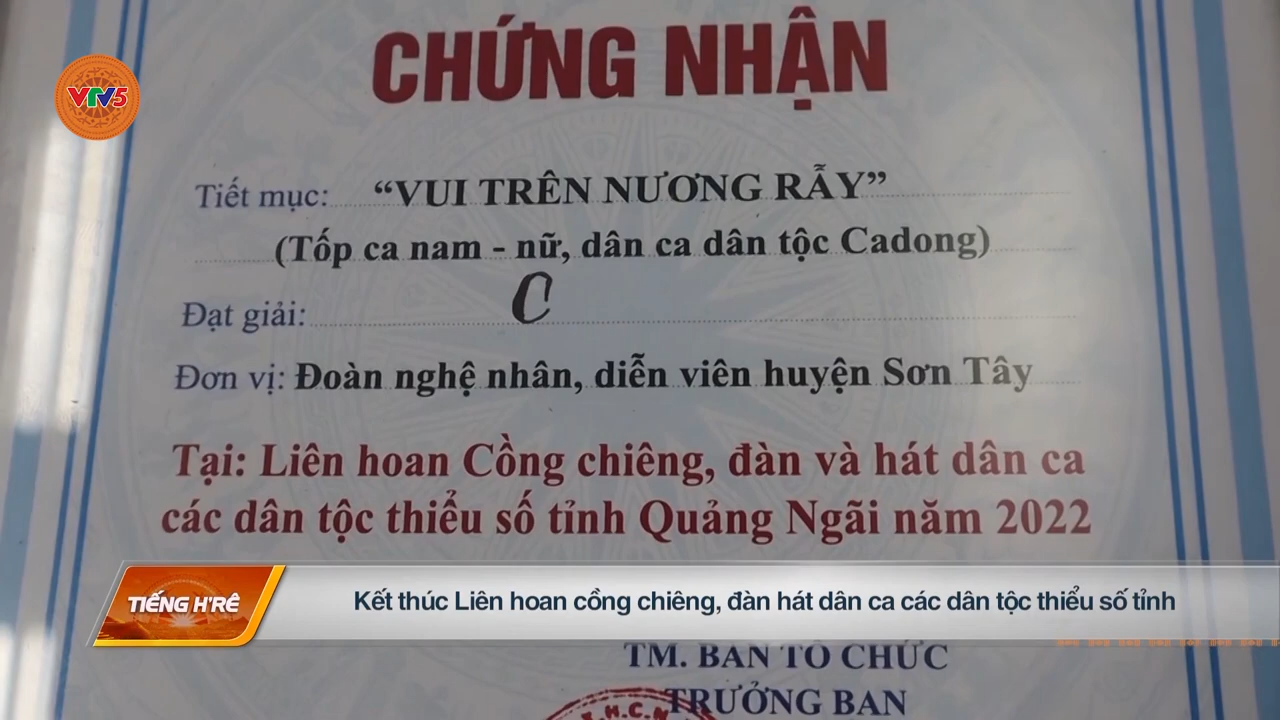 CHỨNG NHẬN
VTV5
Tiết mục: “VUI TRÊN NƯƠNG RẪY”
(Tốp ca nam - nữ, dân ca dân tộc Cadong)
Đạt giải: C
Đơn vị: Đoàn nghệ nhân, diễn viên huyện Sơn Tây
Tại: Liên hoan Cồng chiêng, đàn và hát dân ca
các dân tộc thiểu số tỉnh Quảng Ngãi năm 2022
TIẾNG H'RÊ
Kết thúc Liên hoan cồng chiêng, đàn hát dân ca các dân tộc thiểu số tỉnh
TM. BAN TỔ CHỨC
TRƯỞNG BAN